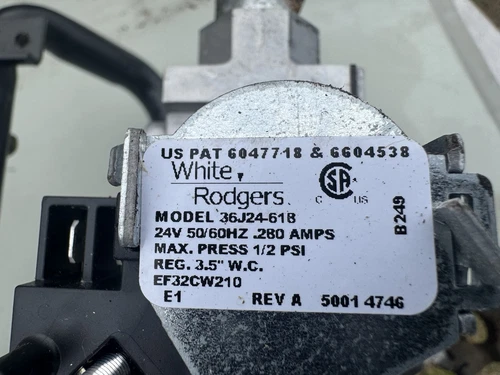 US PAT 6047718 & 6604538
White
Rodgers
SA
C US
MODEL 36J24-618
24V 50/60HZ .280 AMPS
MAX. PRESS 1/2 PSI
REG. 3.5" W.C.
EF32CW210
E1 REV A 5001 4746
B249